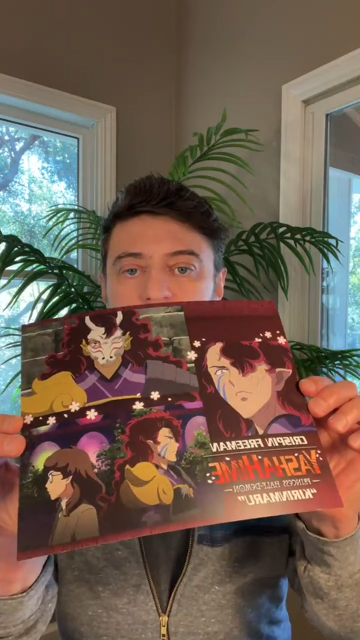 CRISPIN FREEMAN
YASHAHIME
— PRINCESS HALF-DEMON —
"KIRINMARU"